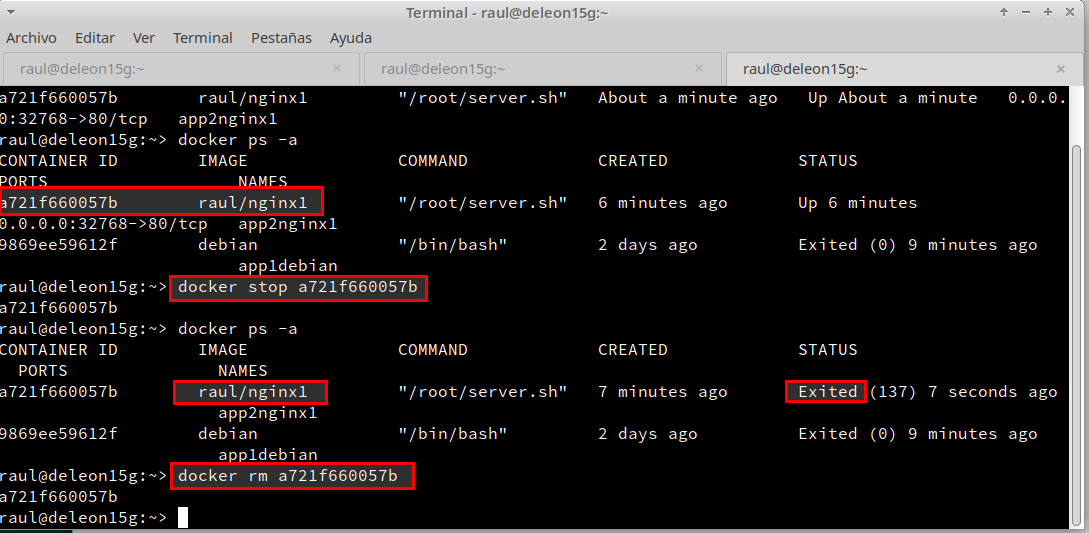 Terminal - raul@deleon15g:~
Archivo Editar Ver Terminal Pestañas Ayuda
raul@deleon15g:~ × raul@deleon15g:~ × raul@deleon15g:~ ×
a721f660057b raul/nginx1 "/root/server.sh" About a minute ago Up About a minute 0.0.0.
0:32768->80/tcp app2nginx1
raul@deleon15g:~> docker ps -a
CONTAINER ID IMAGE COMMAND CREATED STATUS
PORTS NAMES
a721f660057b raul/nginx1 "/root/server.sh" 6 minutes ago Up 6 minutes
0.0.0.0:32768->80/tcp app2nginx1
9869ee59612f debian "/bin/bash" 2 days ago Exited (0) 9 minutes ago
app1debian
raul@deleon15g:~> docker stop a721f660057b
a721f660057b
raul@deleon15g:~> docker ps -a
CONTAINER ID IMAGE COMMAND CREATED STATUS
PORTS NAMES
a721f660057b raul/nginx1 "/root/server.sh" 7 minutes ago Exited (137) 7 seconds ago
app2nginx1
9869ee59612f debian "/bin/bash" 2 days ago Exited (0) 9 minutes ago
app1debian
raul@deleon15g:~> docker rm a721f660057b
a721f660057b
raul@deleon15g:~>